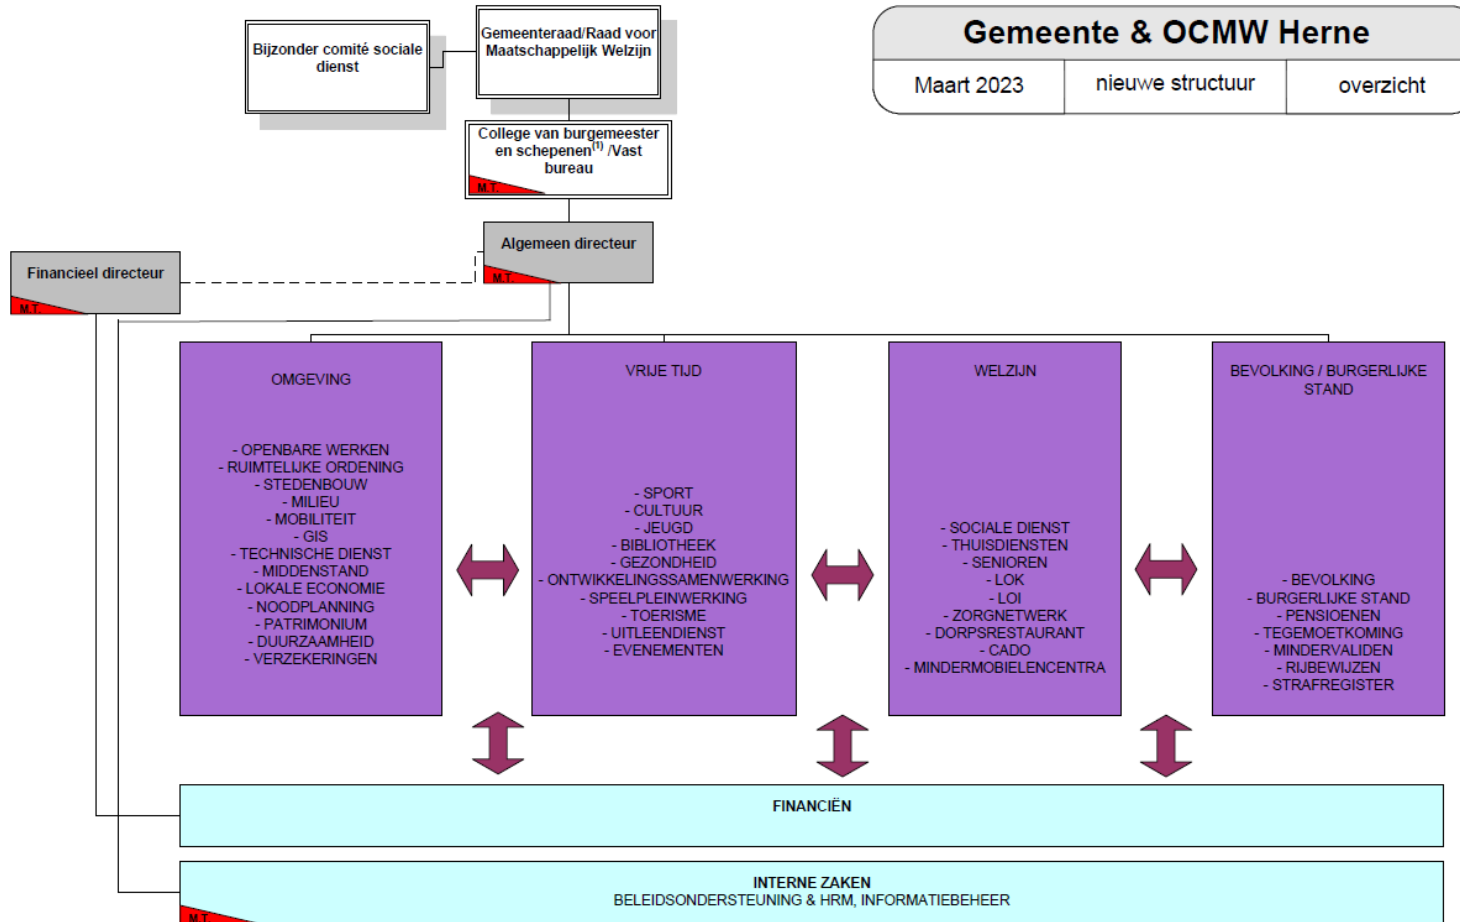 Gemeente & OCMW Herne
Maart 2023
nieuwe structuur
overzicht
Bijzonder comité sociale
dienst
Gemeenteraad/Raad voor
Maatschappelijk Welzijn
College van burgemeester
en schepenen(1) /Vast
bureau
M.T.
Algemeen directeur
M.T.
Financieel directeur
M.T.
OMGEVING
- OPENBARE WERKEN
- RUIMTELIJKE ORDENING
- STEDENBOUW
- MILIEU
- MOBILITEIT
- GIS
- TECHNISCHE DIENST
- MIDDENSTAND
- LOKALE ECONOMIE
- NOODPLANNING
- PATRIMONIUM
- DUURZAAMHEID
- VERZEKERINGEN
VRIJE TIJD
- SPORT
- CULTUUR
- JEUGD
- BIBLIOTHEEK
- GEZONDHEID
- ONTWIKKELINGSSAMENWERKING
- SPEELPLEINWERKING
- TOERISME
- UITLEENDIENST
- EVENEMENTEN
WELZIJN
- SOCIALE DIENST
- THUISDIENSTEN
- SENIOREN
- LOK
- LOI
- ZORGNETWERK
- DORPSRESTAURANT
- CADO
- MINDERMOBIELENCENTRA
BEVOLKING / BURGERLIJKE
STAND
- BEVOLKING
- BURGERLIJKE STAND
- PENSIOENEN
- TEGEMOETKOMING
- MINDERVALIDEN
- RIJBEWIJZEN
- STRAFREGISTER
FINANCIËN
INTERNE ZAKEN
BELEIDSONDERSTEUNING & HRM, INFORMATIEBEHEER
M.T.